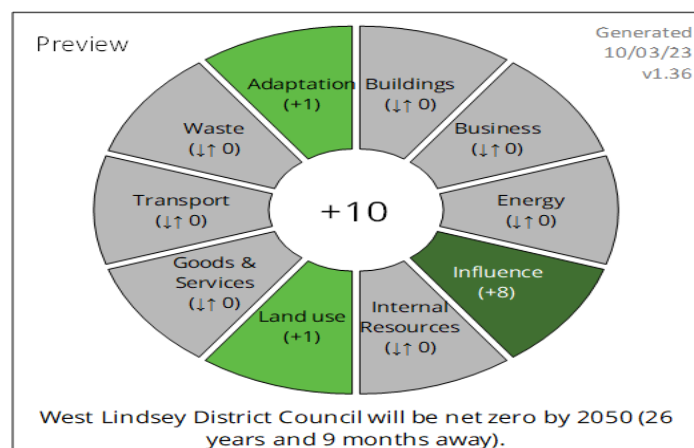 Preview
Generated
10/03/23
v1.36
Adaptation
(+1)
Buildings
(↓↑ 0)
Waste
(↓↑ 0)
Business
(↓↑ 0)
Transport
(↓↑ 0)
+10
Energy
(↓↑ 0)
Goods &
Services
(↓↑ 0)
Influence
(+8)
Land use
(+1)
Internal
Resources
(↓↑ 0)
West Lindsey District Council will be net zero by 2050 (26
years and 9 months away).